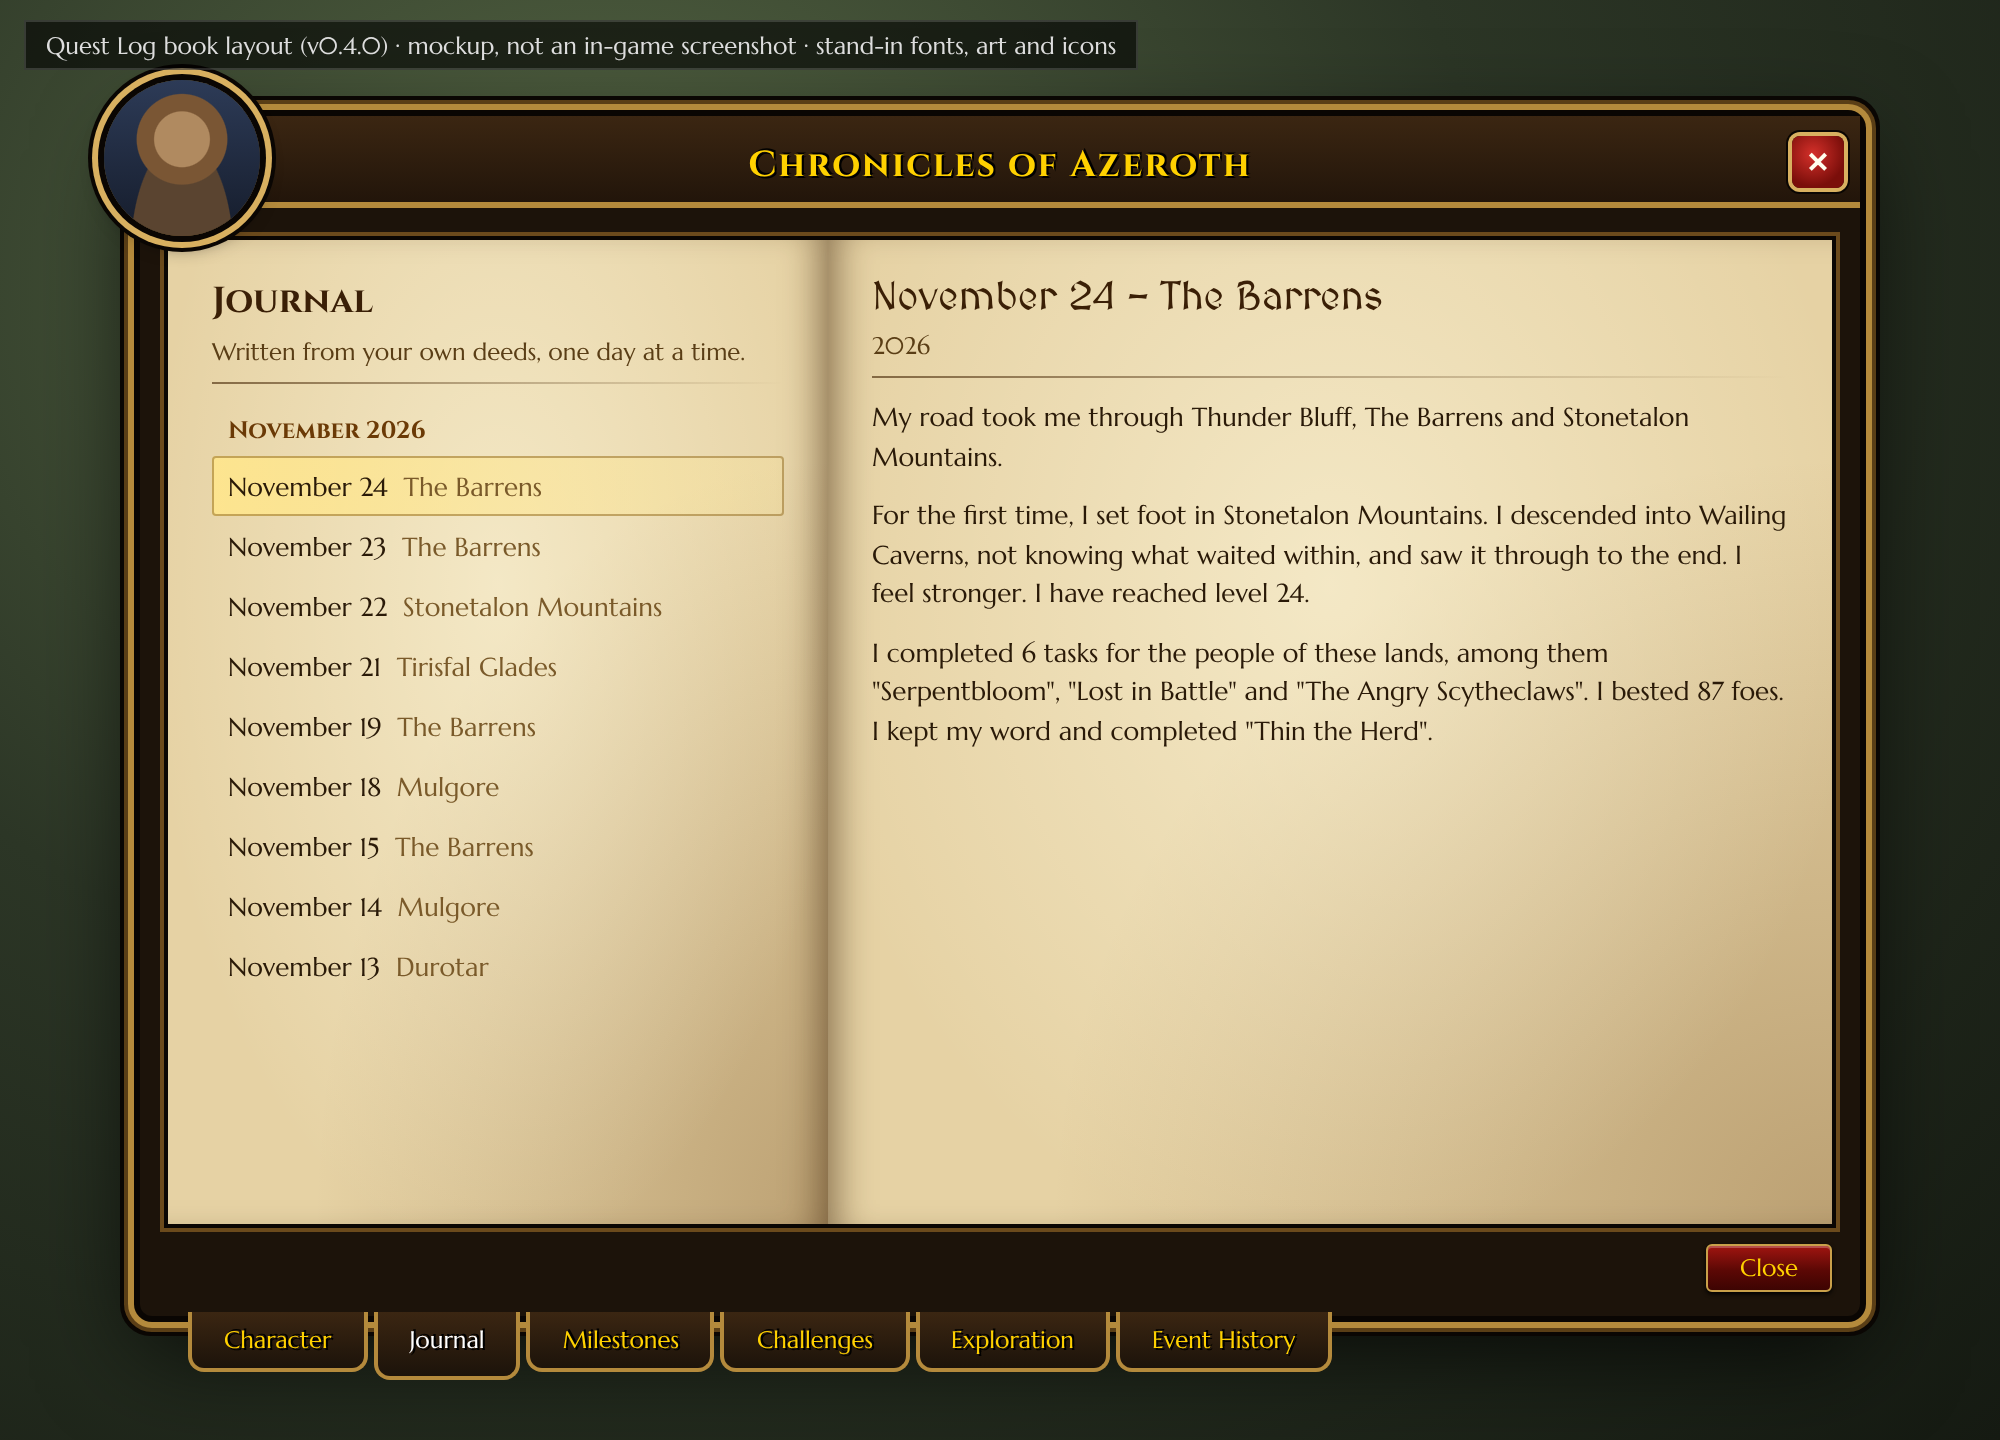 Quest Log book layout (v0.4.0) · mockup, not an in-game screenshot · stand-in fonts, art and icons
Chronicles of Azeroth
Journal
Written from your own deeds, one day at a time.
November 2026
November 24 The Barrens
November 23 The Barrens
November 22 Stonetalon Mountains
November 21 Tirisfal Glades
November 19 The Barrens
November 18 Mulgore
November 15 The Barrens
November 14 Mulgore
November 13 Durotar
November 24 – The Barrens
2026
My road took me through Thunder Bluff, The Barrens and Stonetalon
Mountains.
For the first time, I set foot in Stonetalon Mountains. I descended into Wailing
Caverns, not knowing what waited within, and saw it through to the end. I
feel stronger. I have reached level 24.
I completed 6 tasks for the people of these lands, among them
"Serpentbloom", "Lost in Battle" and "The Angry Scytheclaws". I bested 87 foes.
I kept my word and completed "Thin the Herd".
Close
Character
Journal
Milestones
Challenges
Exploration
Event History